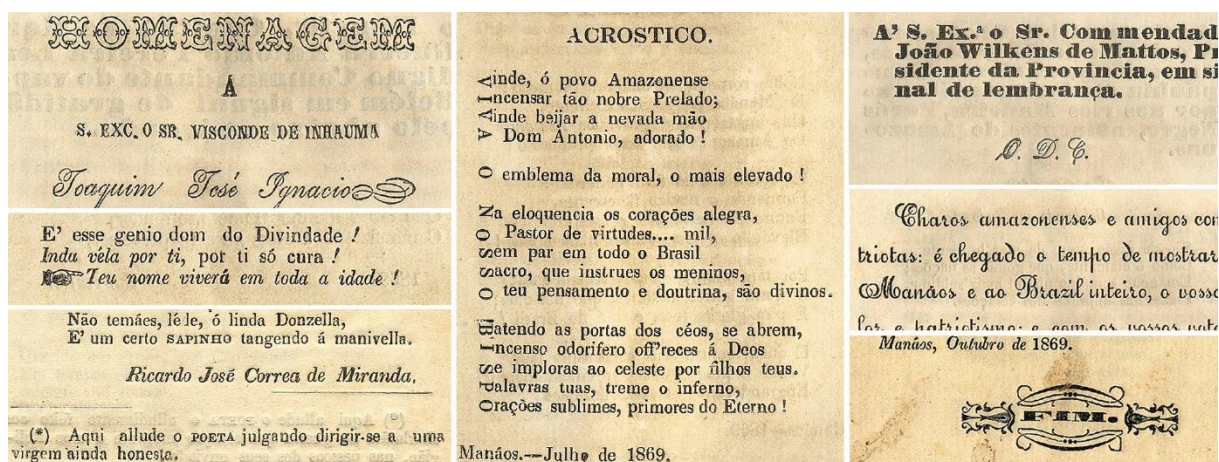 HOMENAGEM
A
S. EXC. O SR. VISCONDE DE INHAUMA
Joaquim José Ignacio
E' esse genio dom do Divindade !
Inda véla por ti, por ti só cura !
Teu nome viverá em toda a idade !
Não temáes, lê le, ó linda Donzella,
E' um certo SAPINHO tangendo á manivella.
Ricardo José Correa de Miranda.
(*) Aqui allude o POETA julgando dirigir-se a uma
virgem ainda honesta.
ACROSTICO.
Vinde, ó povo Amazonense
Incensar tão nobre Prelado;
Vinde beijar a nevada mão
A Dom Antonio, adorado !
O emblema da moral, o mais elevado !
Na eloquencia os corações alegra,
O Pastor de virtudes.... mil,
Sem par em todo o Brasil
Sacro, que instrues os meninos,
O teu pensamento e doutrina, são divinos.
Batendo as portas dos céos, se abrem,
Incenso odorifero off'reces á Deos
Se imploras ao celeste por filhos teus.
Palavras tuas, treme o inferno,
Orações sublimes, primores do Eterno !
Manáos.--Julho de 1869.
A' S. Ex.ª o Sr. Commendad
João Wilkens de Mattos, Pr
sidente da Provincia, em si
nal de lembrança.
O. D. C.
Charos amazonenses e amigos com
triotas: é chegado o tempo de mostrar
Manáos e ao Brazil inteiro, o voss
lor e patriotismo: e com os vossos
Manáos, Outubro de 1869.
FIM.